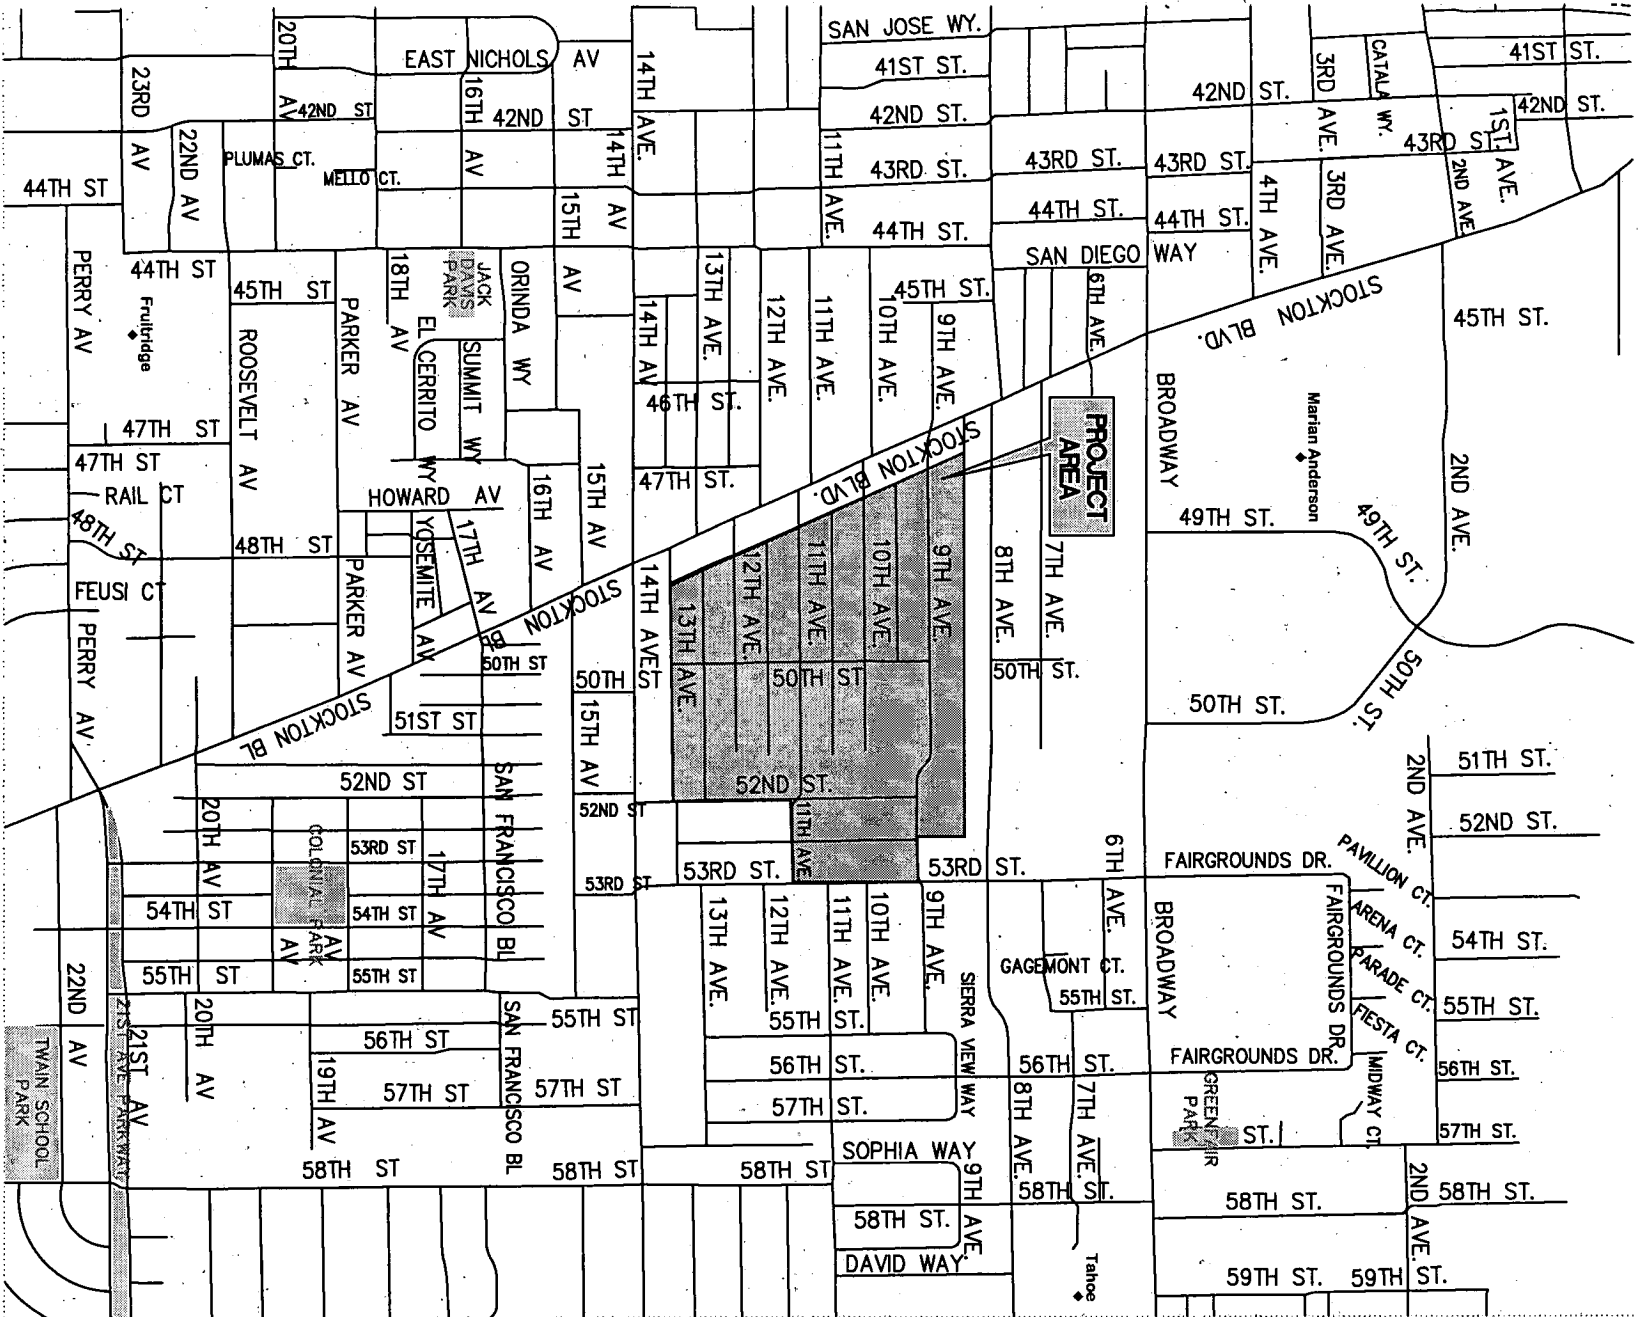 SAN JOSE WY.
20TH AV
EAST NICHOLS AV
14TH AVE.
41ST ST.
41ST ST.
23RD AV
16TH AV
3RD AVE.
CATALA WY.
42ND ST
42ND ST
42ND ST.
42ND ST.
42ND ST.
1ST. AVE.
22ND AV
PLUMAS CT.
MELLO CT.
14TH AV
11TH AVE.
43RD ST.
43RD ST.
43RD ST.
43RD ST.
2ND AVE.
44TH ST
15TH AV
44TH ST.
44TH ST.
44TH ST.
4TH AVE.
3RD AVE.
SAN DIEGO WAY
PERRY AV
44TH ST
45TH ST
18TH AV
JACK DAVIS PARK
ORINDA WY
13TH AVE.
45TH ST.
6TH AVE.
STOCKTON BLVD.
45TH ST.
Fruitridge
ROOSEVELT AV
PARKER AV
EL CERRITO WY
SUMMIT WY
14TH AV
12TH AVE.
11TH AVE.
10TH AVE.
9TH AVE.
46TH ST.
BROADWAY
Marian Anderson
PROJECT
AREA
47TH ST
47TH ST
47TH ST.
STOCKTON BLVD.
2ND AVE.
RAIL CT
HOWARD AV
16TH AV
15TH AV
49TH ST.
49TH ST.
48TH ST
48TH ST
YOSEMITE AV
17TH AV
FEUSI CT
PARKER AV
STOCKTON BL
14TH AVE
13TH AVE.
12TH AVE.
11TH AVE.
10TH AVE.
9TH AVE.
8TH AVE.
7TH AVE.
PERRY AV
50TH ST
50TH ST
50TH ST
50TH ST.
50TH ST.
50TH ST.
STOCKTON BL
51ST ST
15TH AV
2ND AVE.
51TH ST.
52ND ST
SAN FRANCISCO BL
52ND ST
52ND ST.
52ND ST.
20TH AV
COLONIAL PARK
53RD ST
17TH AV
53RD ST
53RD ST.
11TH AVE.
53RD ST.
6TH AVE.
FAIRGROUNDS DR.
PAVILLION CT.
54TH ST
54TH ST
AV
AV
13TH AVE.
12TH AVE.
11TH AVE.
10TH AVE.
9TH AVE.
BROADWAY
FAIRGROUNDS DR.
ARENA CT.
54TH ST.
22ND AV
55TH ST
55TH ST
GAGEMONT CT.
PARADE CT.
55TH ST
55TH ST.
55TH ST.
55TH ST.
21ST AVE PARKWAY
21ST AV
20TH AV
56TH ST
SAN FRANCISCO BL
56TH ST.
SIERRA VIEW WAY
56TH ST.
FAIRGROUNDS DR.
FIESTA CT.
56TH ST.
TWAIN SCHOOL PARK
19TH AV
57TH ST
57TH ST
57TH ST.
8TH AVE.
7TH AVE.
GREENFAIR PARK
ST.
MIDWAY CT.
57TH ST.
SOPHIA WAY
58TH ST
58TH ST
58TH ST.
9TH AVE.
58TH ST.
58TH ST.
2ND AVE.
58TH ST.
58TH ST.
DAVID WAY
Tahoe
59TH ST.
59TH ST.